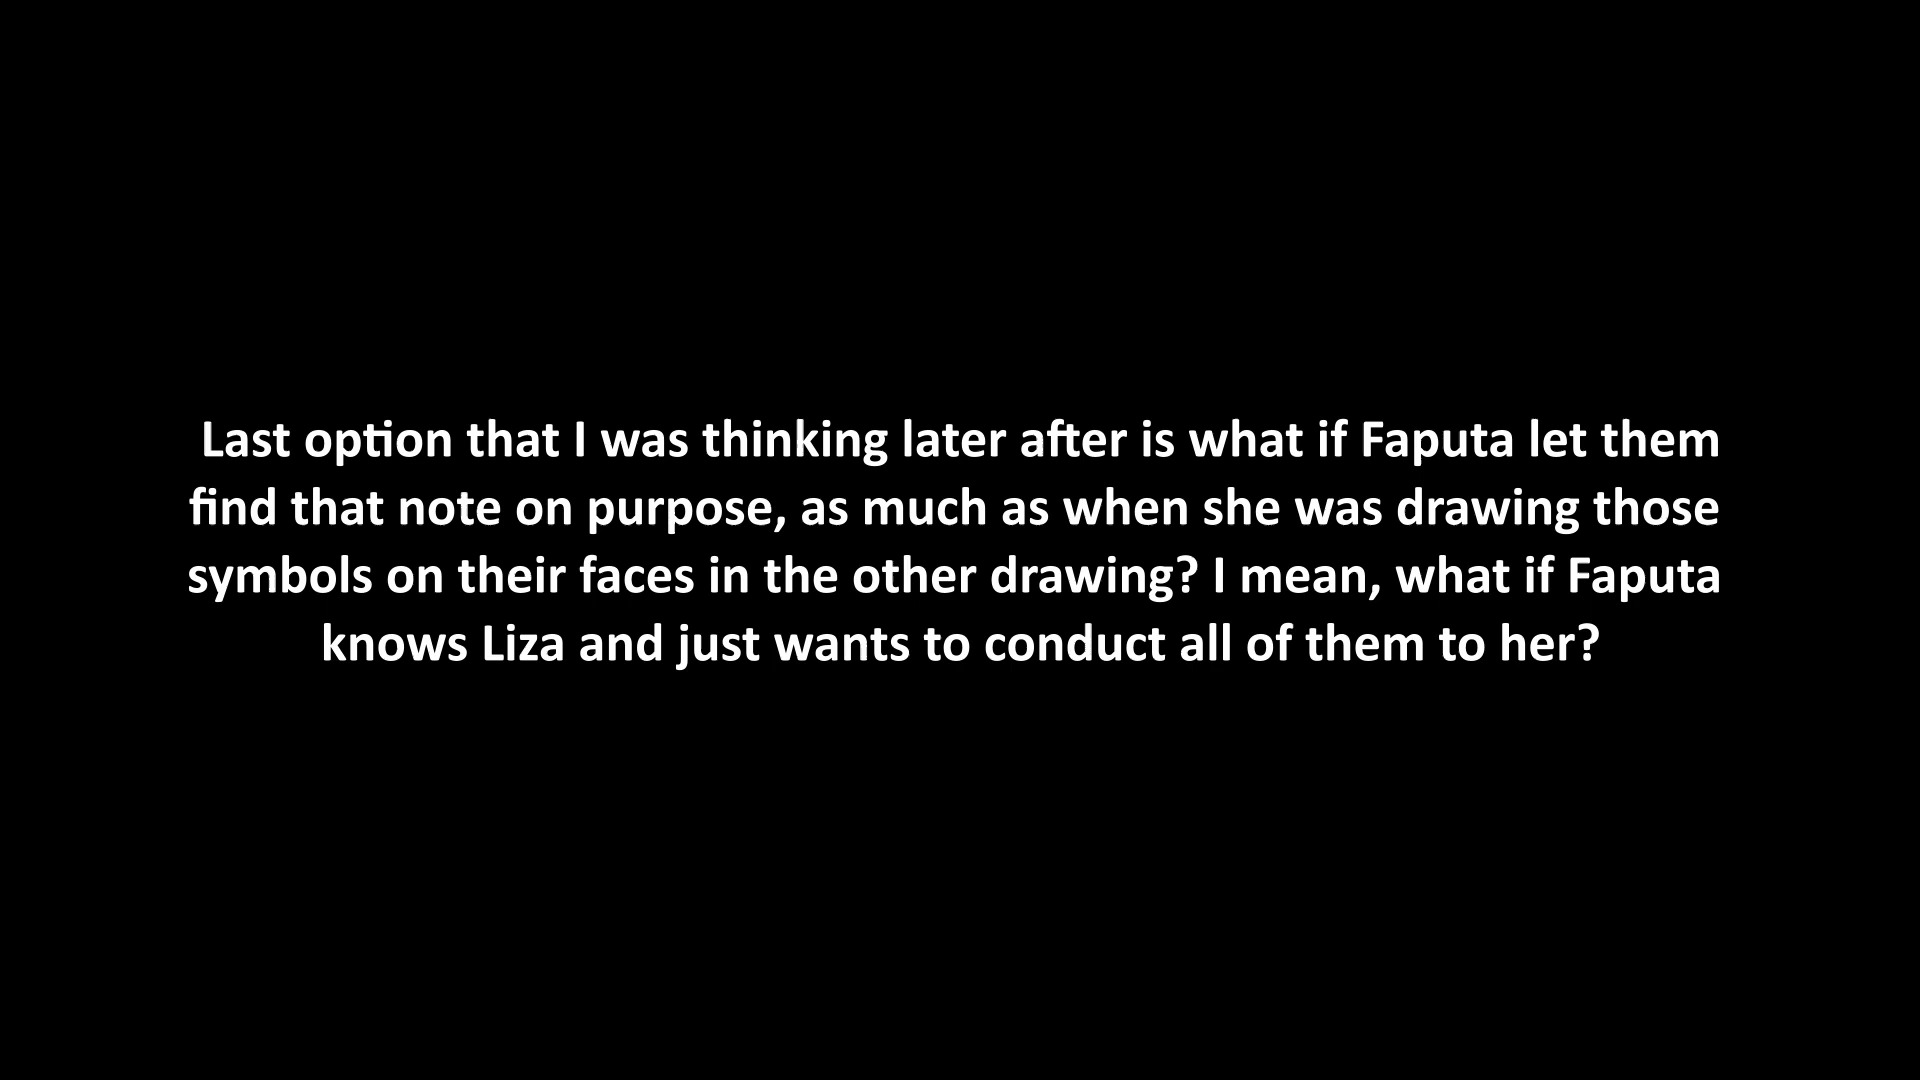 Last option that I was thinking later after is what if Faputa let them
find that note on purpose, as much as when she was drawing those
symbols on their faces in the other drawing? I mean, what if Faputa
knows Liza and just wants to conduct all of them to her?